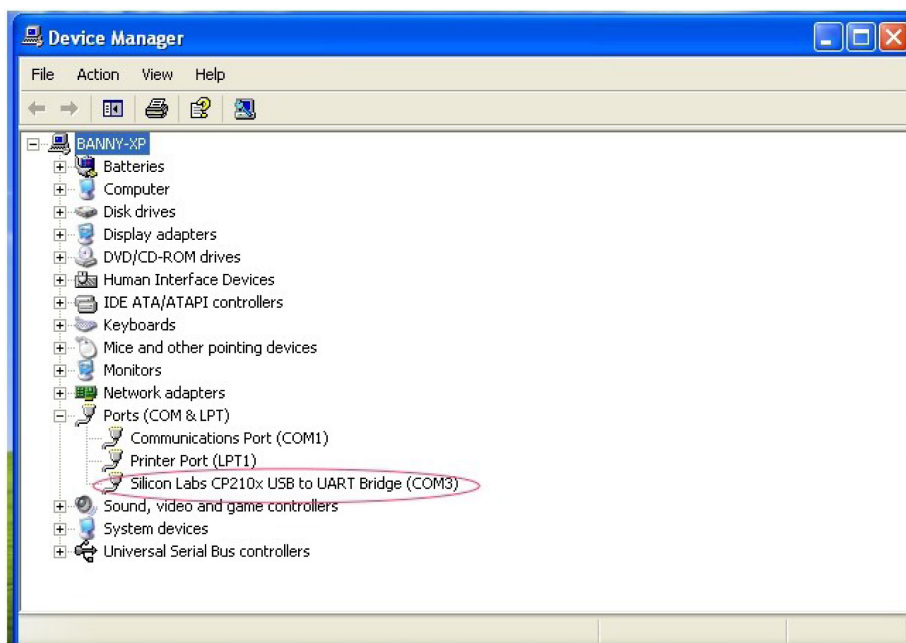 Device Manager
File Action View Help
BANNY-XP
Batteries
Computer
Disk drives
Display adapters
DVD/CD-ROM drives
Human Interface Devices
IDE ATA/ATAPI controllers
Keyboards
Mice and other pointing devices
Monitors
Network adapters
Ports (COM & LPT)
Communications Port (COM1)
Printer Port (LPT1)
Silicon Labs CP210x USB to UART Bridge (COM3)
Sound, video and game controllers
System devices
Universal Serial Bus controllers